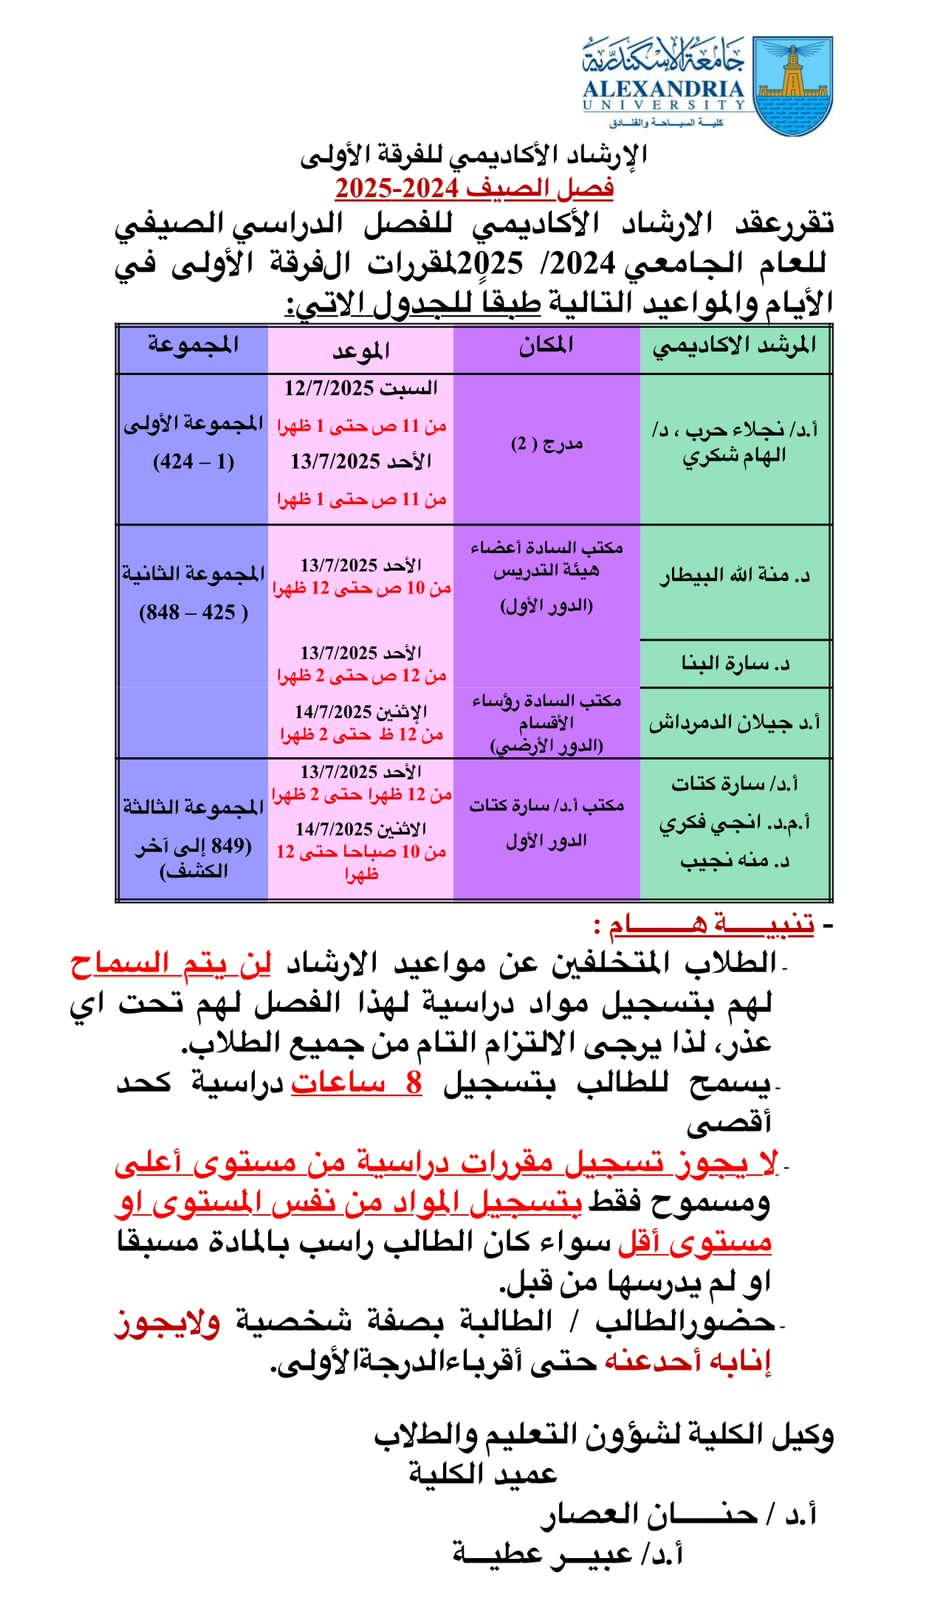 جامعة الإسكندرية
ALEXANDRIA
UNIVERSITY
كلية السياحة والفنادق
الإرشاد الأكاديمي للفرقة الأولى
فصل الصيف 2024-2025
تقررعقد الارشاد الأكاديمي للفصل الدراسي الصيفي
للعام الجامعي 2024/ 2025لمقررات الفرقة الأولى في
الأيام والمواعيد التالية طبقاً للجدول الاتي:
المرشد الاكاديمي المكان الموعد المجموعة
أ.د/ نجلاء حرب ، د/
الهام شكري
مدرج ( 2)
السبت 12/7/2025
من 11 ص حتى 1 ظهرا
الأحد 13/7/2025
من 11 ص حتى 1 ظهرا
المجموعة الأولى
(1 – 424)
د. منة الله البيطار
مكتب السادة أعضاء
هيئة التدريس
(الدور الأول)
الأحد 13/7/2025
من 10 ص حتى 12 ظهرا
المجموعة الثانية
( 425 – 848)
د. سارة البنا
الأحد 13/7/2025
من 12 ص حتى 2 ظهرا
أ.د جيلان الدمرداش
مكتب السادة رؤساء
الأقسام
(الدور الأرضي)
الإثنين 14/7/2025
من 12 ظ حتى 2 ظهرا
أ.د/ سارة كتات
أ.م.د. انجي فكري
د. منه نجيب
مكتب أ.د/ سارة كتات
الدور الأول
الأحد 13/7/2025
من 12 ظهرا حتى 2 ظهرا
الاثنين 14/7/2025
من 10 صباحا حتى 12
ظهرا
المجموعة الثالثة
(849 إلى آخر
الكشف)
- تنبيـــة هـــــام :
-الطلاب المتخلفين عن مواعيد الارشاد لن يتم السماح
لهم بتسجيل مواد دراسية لهذا الفصل لهم تحت اي
عذر، لذا يرجى الالتزام التام من جميع الطلاب.
-يسمح للطالب بتسجيل 8 ساعات دراسية كحد
أقصى
-لا يجوز تسجيل مقررات دراسية من مستوى أعلى
ومسموح فقط بتسجيل المواد من نفس المستوى او
مستوى أقل سواء كان الطالب راسب بالمادة مسبقا
او لم يدرسها من قبل.
-حضورالطالب / الطالبة بصفة شخصية ولايجوز
إنابه أحدعنه حتى أقرباءالدرجةالأولى.
وكيل الكلية لشؤون التعليم والطلاب
عميد الكلية
أ.د / حنــــان العصار
أ.د/ عبيــر عطيــة